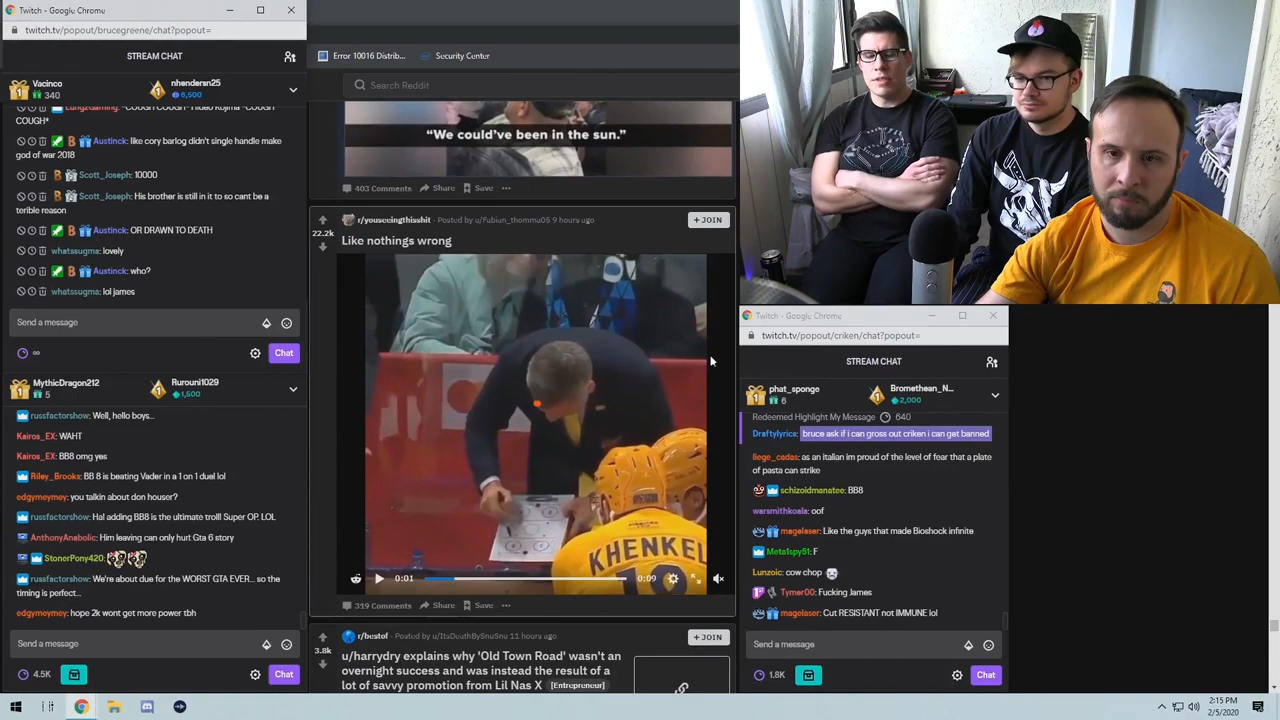 Twitch - Google Chrome
twitch.tv/popout/brucegreene/chat?popout=
STREAM CHAT
Vacinco
340
nhenderson25
6,500
COUGH*
Austinck: like cory barlog didn't single handle make
god of war 2018
Scott_Joseph: 10000
Scott_Joseph: His brother is still in it to so cant be a
terible reason
Austinck: OR DRAWN TO DEATH
whatssugma: lovely
Austinck: who?
whatssugma: lol james
Send a message
∞
Chat
MythicDragon212
5
Rurouni1029
1,500
russfactorshow: Well, hello boys...
Kairos_EX: WAHT
Kairos_EX: BB8 omg yes
Riley_Brooks: BB 8 is beating Vader in a 1 on 1 duel lol
edgymeymey: you talkin about don houser?
russfactorshow: Ha! adding BB8 is the ultimate troll! Super OP. LOL
AnthonyAnabolic: Him leaving can only hurt Gta 6 story
StonerPony420:
russfactorshow: We're about due for the WORST GTA EVER... so the
timing is perfect...
edgymeymey: hope 2k wont get more power tbh
Send a message
4.5K
Chat
Error 10016 Distrib...
Security Center
Search Reddit
“We could’ve been in the sun.”
403 Comments
Share
Save
22.2k
r/youseeingthisshit · Posted by u/Fabian_thommu05 9 hours ago
+ JOIN
Like nothings wrong
KHENKEL
0:01
0:09
319 Comments
Share
Save
3.8k
r/bestof · Posted by u/ItsDeathBySnuSnu 11 hours ago
+ JOIN
u/harrydry explains why 'Old Town Road' wasn't an
overnight success and was instead the result of a
lot of savvy promotion from Lil Nas X [Entrepreneur]
Twitch - Google Chrome
twitch.tv/popout/criken/chat?popout=
STREAM CHAT
phat_sponge
6
Bromethean_N...
2,000
Redeemed Highlight My Message 640
Draftylyrics: bruce ask if i can gross out criken i can get banned
liege_cadas: as an italian im proud of the level of fear that a plate
of pasta can strike
schizoidmanatee: BB8
warsmithkoala: oof
magelaser: Like the guys that made Bioshock infinite
Meta1spy51: F
Lunzoic: cow chop
Tymer00: Fucking James
magelaser: Cut RESISTANT not IMMUNE lol
Send a message
1.8K
Chat
2:15 PM
2/5/2020